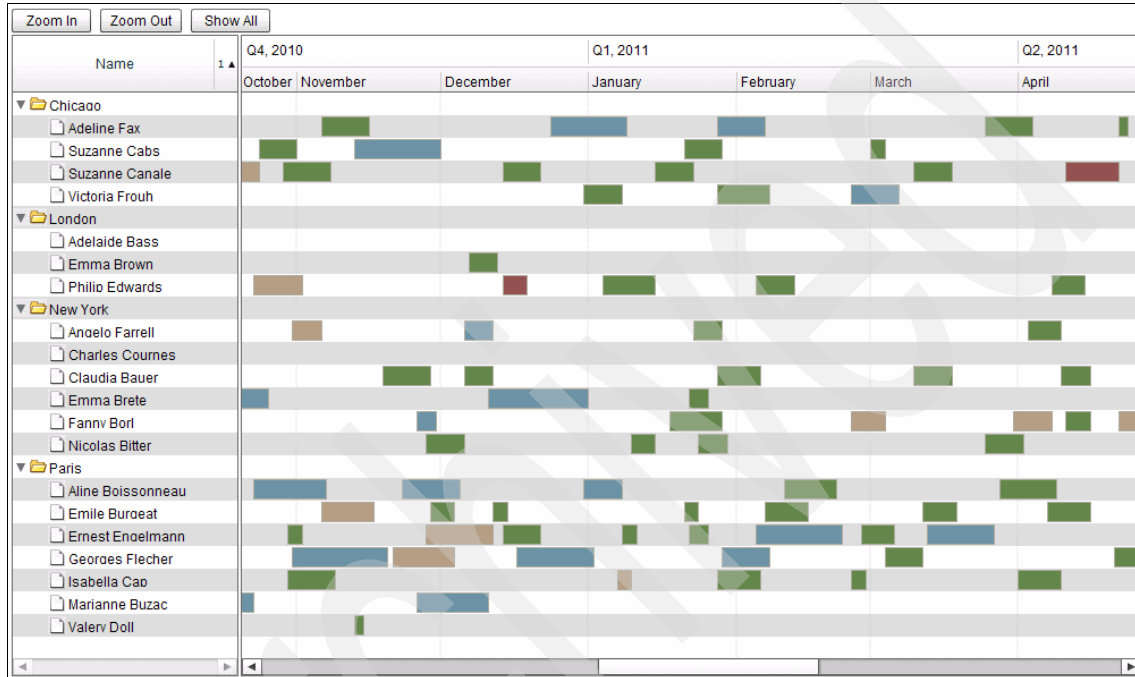 Zoom In Zoom Out Show All
Name 1 Q4, 2010 Q1, 2011 Q2, 2011
October November December January February March April
Chicago
Adeline Fax
Suzanne Cabs
Suzanne Canale
Victoria Frouh
London
Adelaide Bass
Emma Brown
Philip Edwards
New York
Angelo Farrell
Charles Cournes
Claudia Bauer
Emma Brete
Fanny Borl
Nicolas Bitter
Paris
Aline Boissonneau
Emile Burgeat
Ernest Engelmann
Georges Flecher
Isabella Cap
Marianne Buzac
Valery Doll